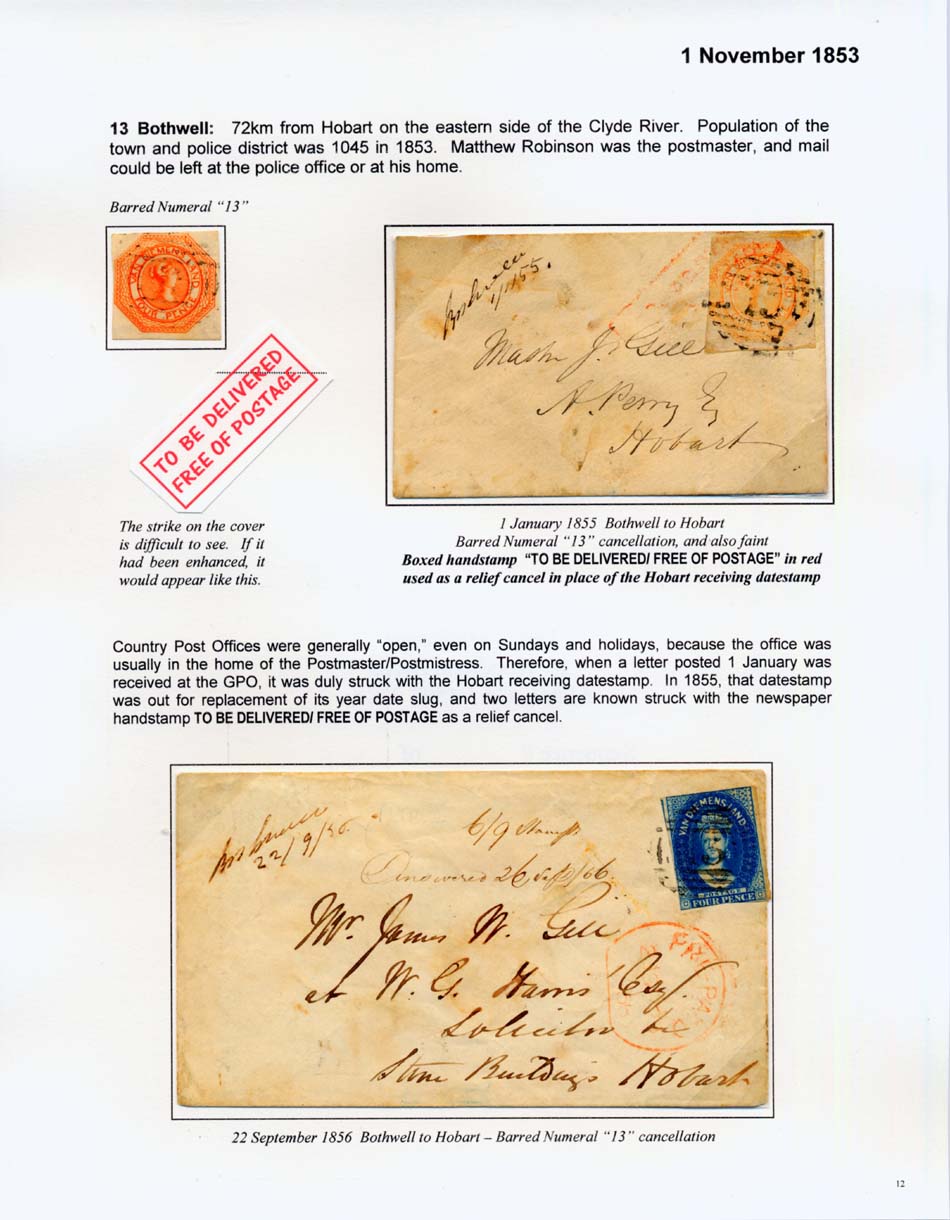 1 November 1853
13 Bothwell: 72km from Hobart on the eastern side of the Clyde River. Population of the
town and police district was 1045 in 1853. Matthew Robinson was the postmaster, and mail
could be left at the police office or at his home.
Barred Numeral "13"
VAN DIEMENS LAND
FOUR PENCE
TO BE DELIVERED
FREE OF POSTAGE
Bothwell
1/1/55.
Master J. Gill
A. Perry
Hobart
The strike on the cover
is difficult to see. If it
had been enhanced, it
would appear like this.
1 January 1855 Bothwell to Hobart
Barred Numeral "13" cancellation, and also faint
Boxed handstamp "TO BE DELIVERED/ FREE OF POSTAGE" in red
used as a relief cancel in place of the Hobart receiving datestamp
Country Post Offices were generally "open," even on Sundays and holidays, because the office was
usually in the home of the Postmaster/Postmistress. Therefore, when a letter posted 1 January was
received at the GPO, it was duly struck with the Hobart receiving datestamp. In 1855, that datestamp
was out for replacement of its year date slug, and two letters are known struck with the newspaper
handstamp TO BE DELIVERED/ FREE OF POSTAGE as a relief cancel.
Bothwell
22/9/56.
6/9 Stamps
Answered 26 Sept/56.
VAN DIEMENS LAND
POSTAGE
FOUR PENCE
Mr. James W. Gill
at W. G. Harris Esq.
Solicitor
Stone Buildings Hobart
22 September 1856 Bothwell to Hobart – Barred Numeral "13" cancellation
12